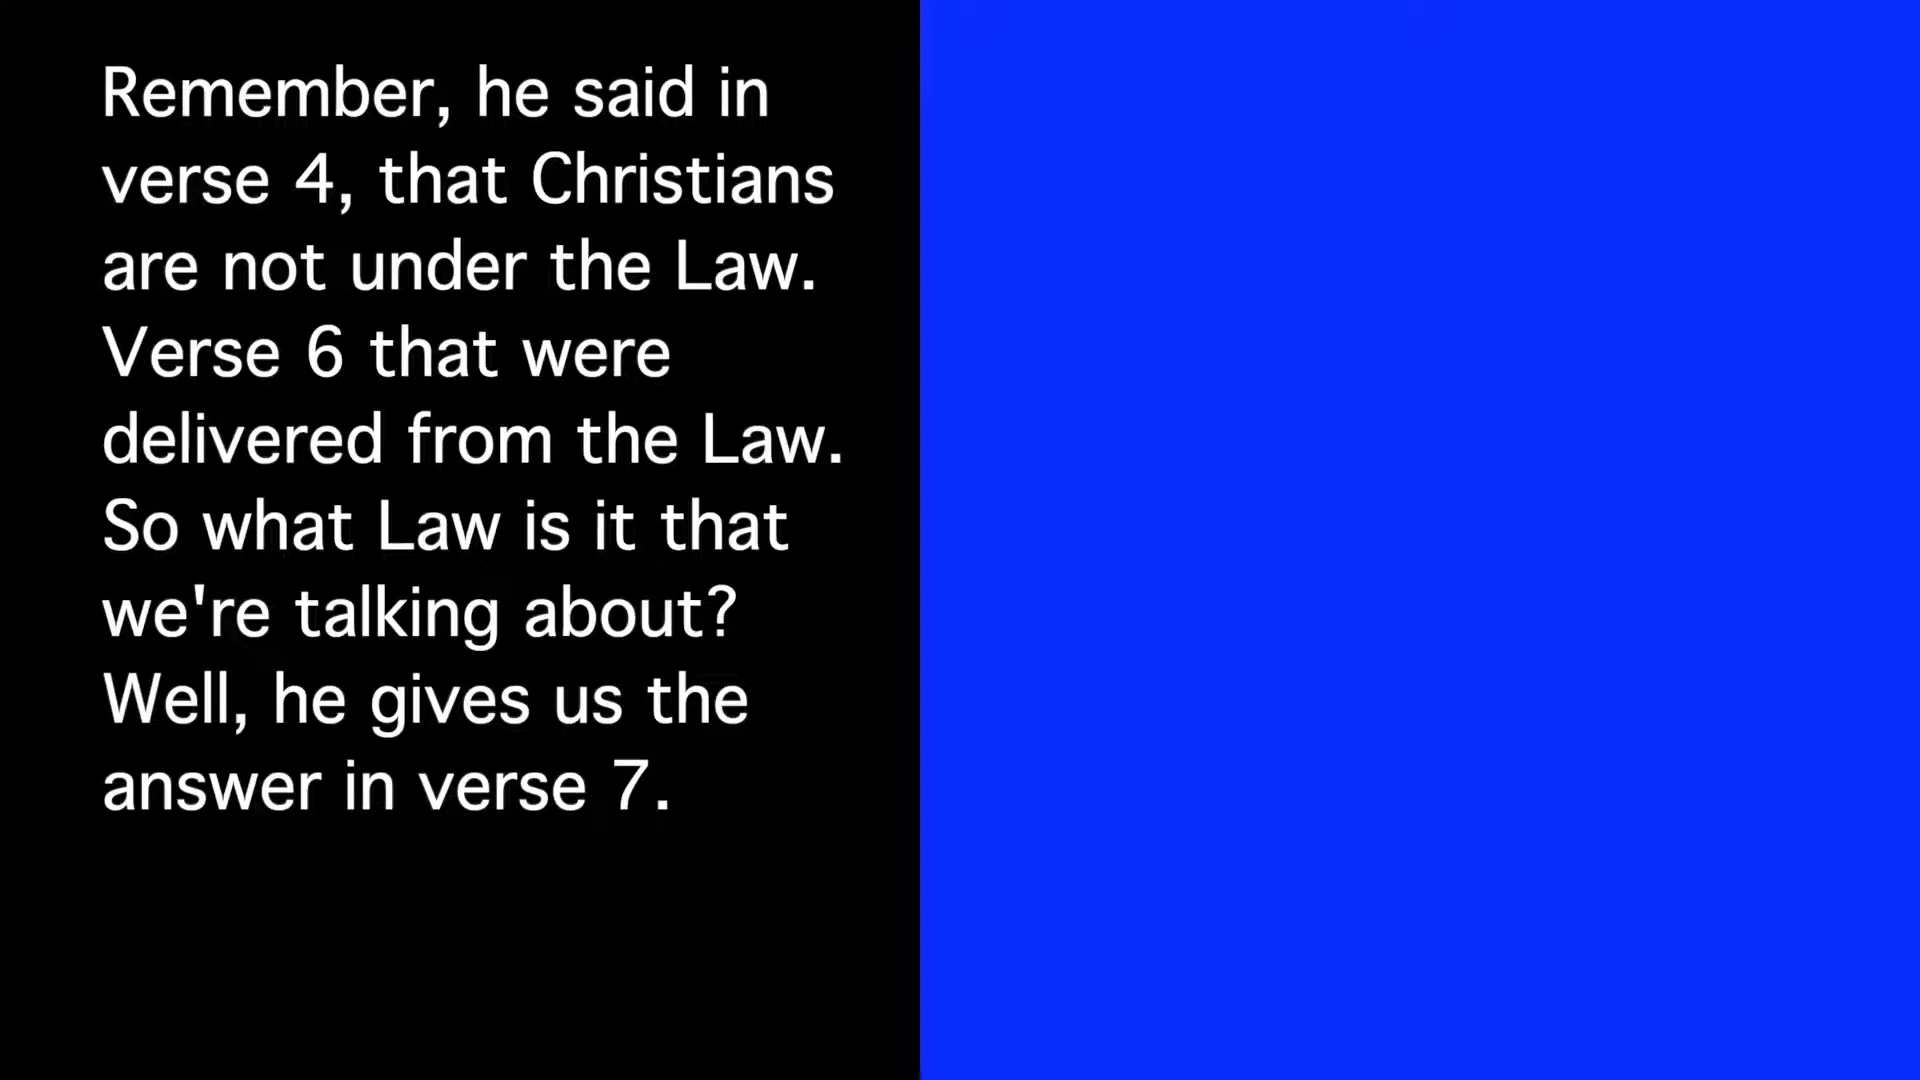 Remember, he said in
verse 4, that Christians
are not under the Law.
Verse 6 that were
delivered from the Law.
So what Law is it that
we're talking about?
Well, he gives us the
answer in verse 7.